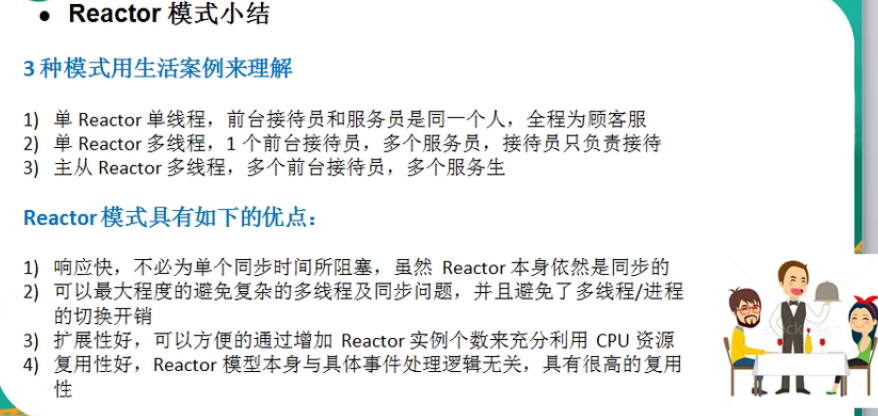 ● Reactor 模式小结
3 种模式用生活案例来理解
1) 单 Reactor 单线程，前台接待员和服务员是同一个人，全程为顾客服
2) 单 Reactor 多线程，1 个前台接待员，多个服务员，接待员只负责接待
3) 主从 Reactor 多线程，多个前台接待员，多个服务生
Reactor 模式具有如下的优点：
1) 响应快，不必为单个同步时间所阻塞，虽然 Reactor 本身依然是同步的
2) 可以最大程度的避免复杂的多线程及同步问题，并且避免了多线程/进程
的切换开销
3) 扩展性好，可以方便的通过增加 Reactor 实例个数来充分利用 CPU 资源
4) 复用性好，Reactor 模型本身与具体事件处理逻辑无关，具有很高的复用
性